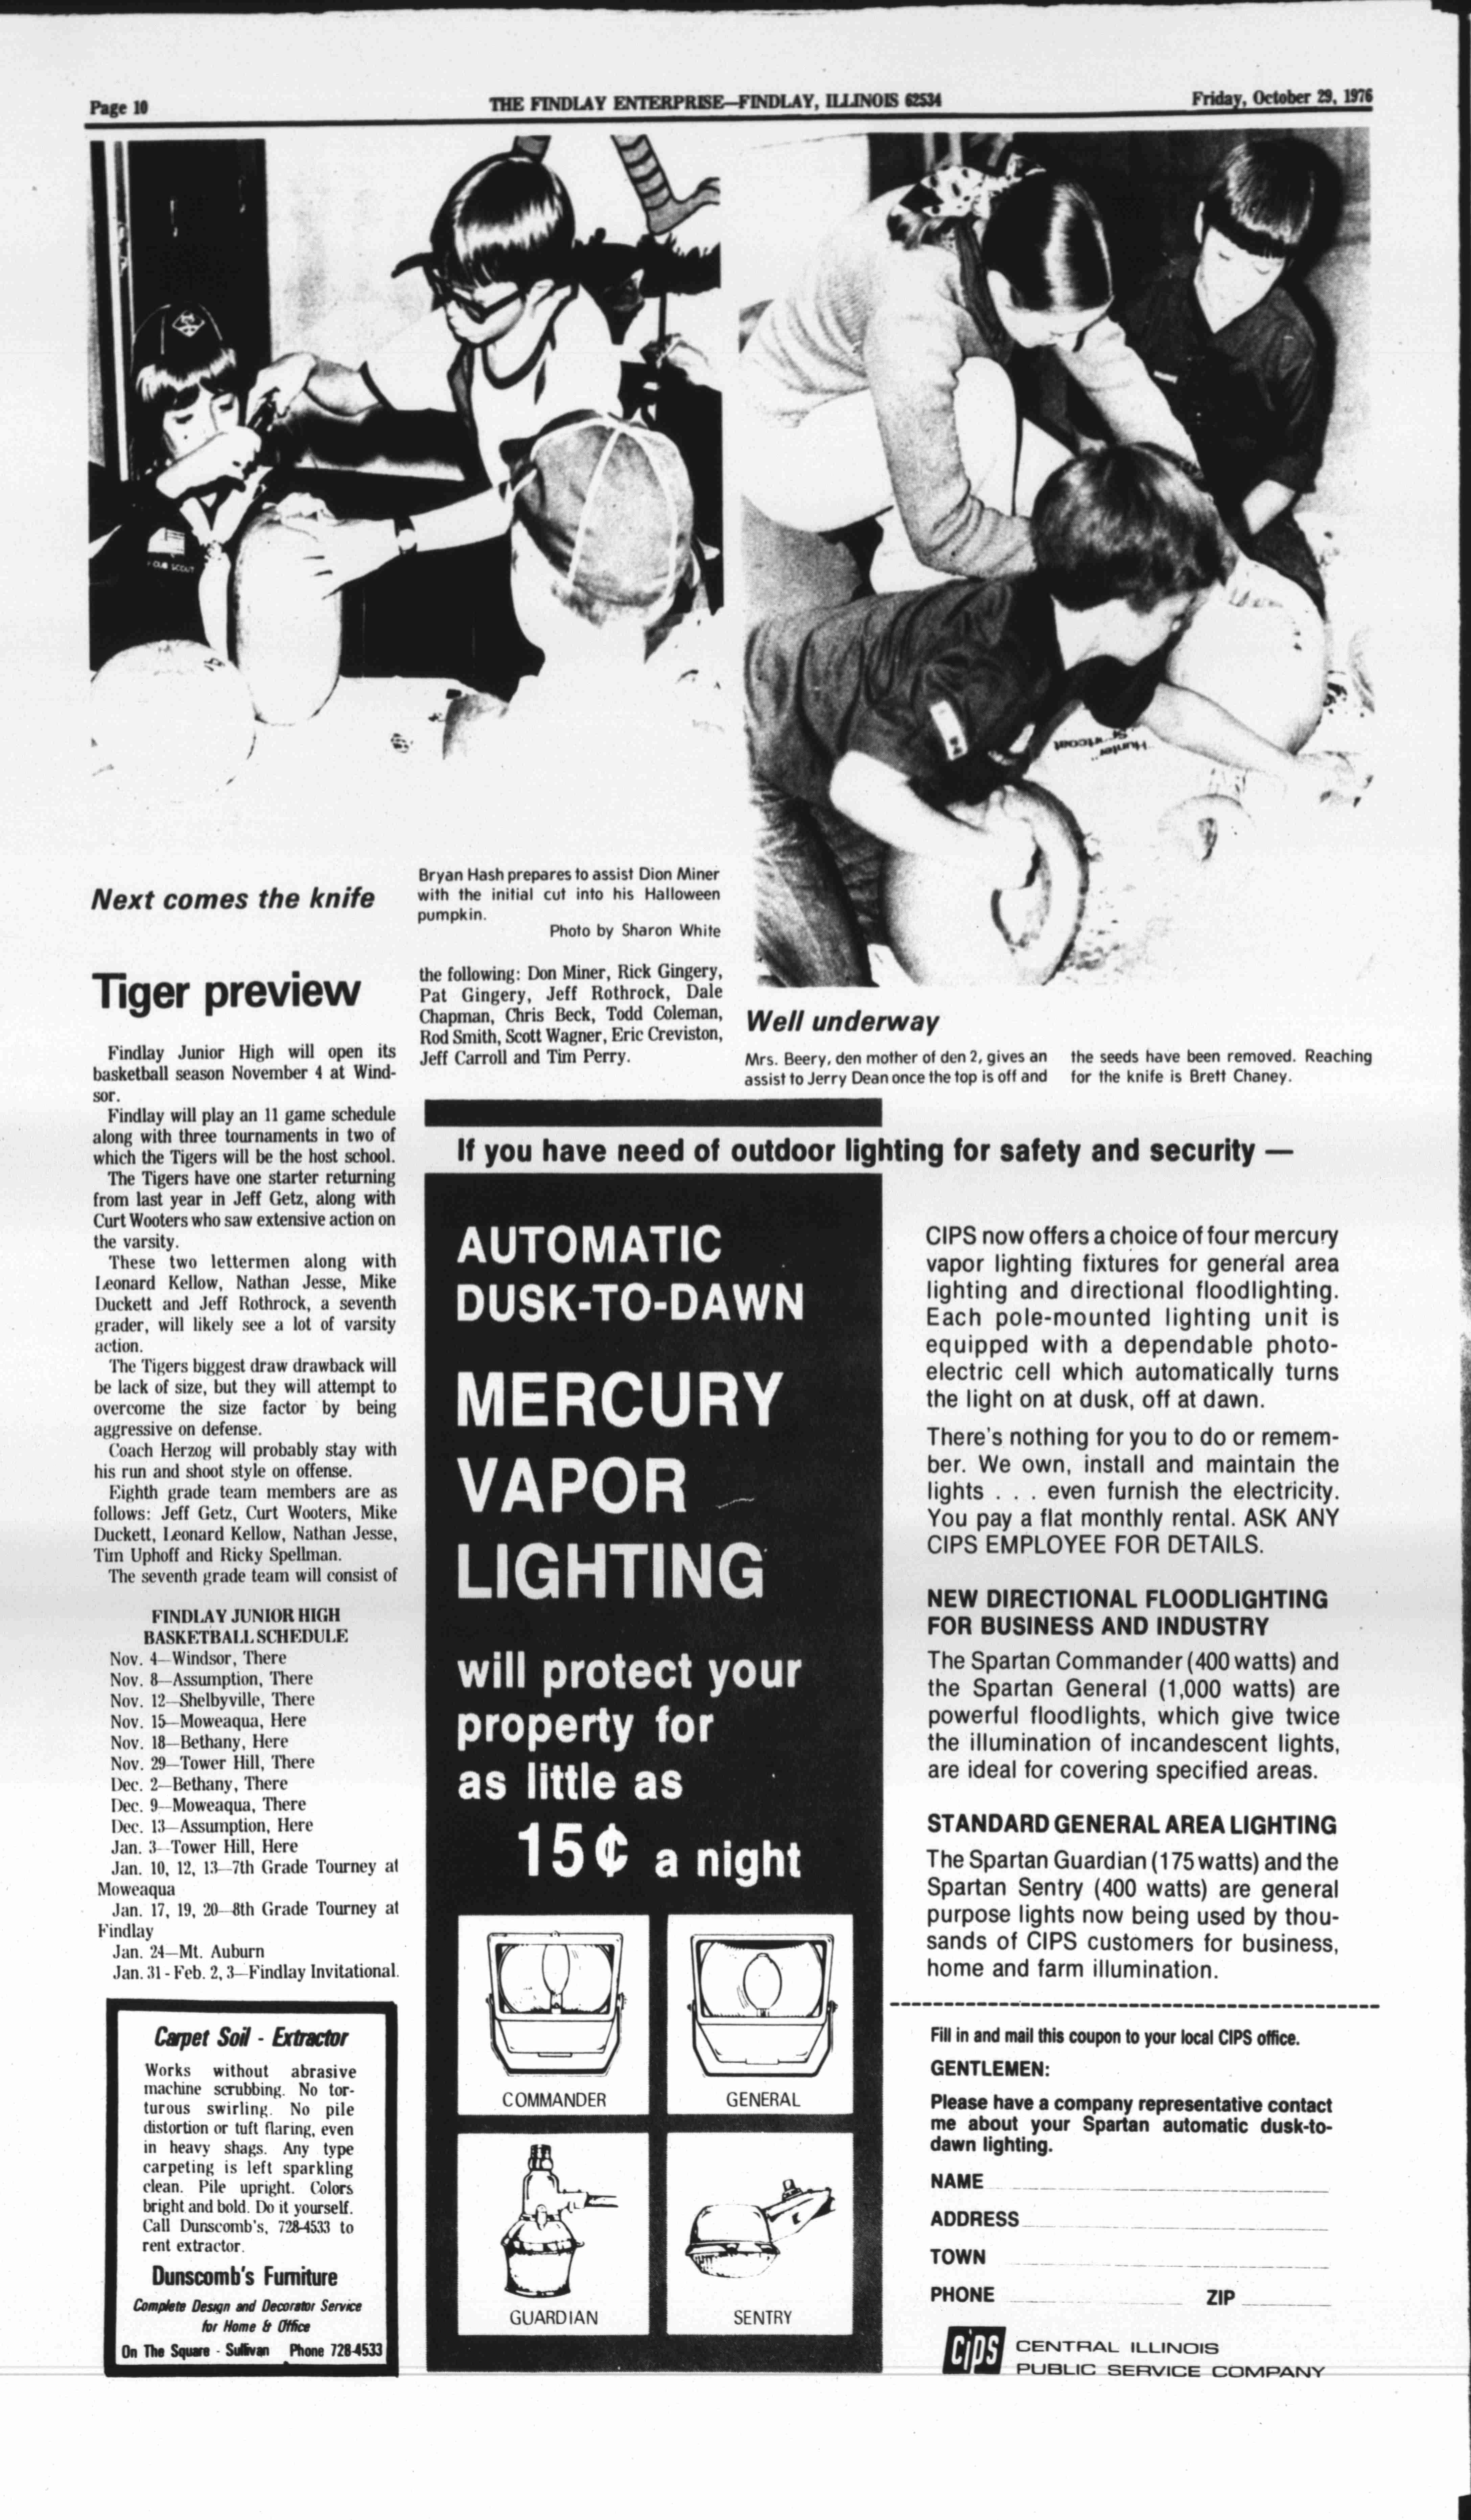 Page 10
THE FINDLAY ENTERPRISE—FINDLAY, ILLINOIS 62534
Friday, October 29, 1976
CUB SCOUT
Next comes the knife
Bryan Hash prepares to assist Dion Miner
with the initial cut into his Halloween
pumpkin.
Photo by Sharon White
Tiger preview
Findlay Junior High will open its
basketball season November 4 at Wind-
sor.
Findlay will play an 11 game schedule
along with three tournaments in two of
which the Tigers will be the host school.
The Tigers have one starter returning
from last year in Jeff Getz, along with
Curt Wooters who saw extensive action on
the varsity.
These two lettermen along with
Leonard Kellow, Nathan Jesse, Mike
Duckett and Jeff Rothrock, a seventh
grader, will likely see a lot of varsity
action.
The Tigers biggest draw drawback will
be lack of size, but they will attempt to
overcome the size factor by being
aggressive on defense.
Coach Herzog will probably stay with
his run and shoot style on offense.
Eighth grade team members are as
follows: Jeff Getz, Curt Wooters, Mike
Duckett, Leonard Kellow, Nathan Jesse,
Tim Uphoff and Ricky Spellman.
The seventh grade team will consist of
the following: Don Miner, Rick Gingery,
Pat Gingery, Jeff Rothrock, Dale
Chapman, Chris Beck, Todd Coleman,
Rod Smith, Scott Wagner, Eric Creviston,
Jeff Carroll and Tim Perry.
FINDLAY JUNIOR HIGH
BASKETBALL SCHEDULE
Nov. 4—Windsor, There
Nov. 8—Assumption, There
Nov. 12—Shelbyville, There
Nov. 15—Moweaqua, Here
Nov. 18—Bethany, Here
Nov. 29—Tower Hill, There
Dec. 2—Bethany, There
Dec. 9—Moweaqua, There
Dec. 13—Assumption, Here
Jan. 3—Tower Hill, Here
Jan. 10, 12, 13—7th Grade Tourney at
Moweaqua
Jan. 17, 19, 20—8th Grade Tourney at
Findlay
Jan. 24—Mt. Auburn
Jan. 31 - Feb. 2, 3—Findlay Invitational.
Well underway
Mrs. Beery, den mother of den 2, gives an
assist to Jerry Dean once the top is off and
the seeds have been removed. Reaching
for the knife is Brett Chaney.
Carpet Soil - Extractor
Works without abrasive
machine scrubbing. No tor-
turous swirling. No pile
distortion or tuft flaring, even
in heavy shags. Any type
carpeting is left sparkling
clean. Pile upright. Colors
bright and bold. Do it yourself.
Call Dunscomb's, 728-4533 to
rent extractor.
Dunscomb's Furniture
Complete Design and Decorator Service
for Home & Office
On The Square - Sullivan Phone 728-4533
If you have need of outdoor lighting for safety and security —
AUTOMATIC
DUSK-TO-DAWN
MERCURY
VAPOR
LIGHTING
will protect your
property for
as little as
15¢ a night
COMMANDER
GENERAL
GUARDIAN
SENTRY
CIPS now offers a choice of four mercury
vapor lighting fixtures for general area
lighting and directional floodlighting.
Each pole-mounted lighting unit is
equipped with a dependable photo-
electric cell which automatically turns
the light on at dusk, off at dawn.
There's nothing for you to do or remem-
ber. We own, install and maintain the
lights . . . even furnish the electricity.
You pay a flat monthly rental. ASK ANY
CIPS EMPLOYEE FOR DETAILS.
NEW DIRECTIONAL FLOODLIGHTING
FOR BUSINESS AND INDUSTRY
The Spartan Commander (400 watts) and
the Spartan General (1,000 watts) are
powerful floodlights, which give twice
the illumination of incandescent lights,
are ideal for covering specified areas.
STANDARD GENERAL AREA LIGHTING
The Spartan Guardian (175 watts) and the
Spartan Sentry (400 watts) are general
purpose lights now being used by thou-
sands of CIPS customers for business,
home and farm illumination.
Fill in and mail this coupon to your local CIPS office.
GENTLEMEN:
Please have a company representative contact
me about your Spartan automatic dusk-to-
dawn lighting.
NAME
ADDRESS
TOWN
PHONE ZIP
cips
CENTRAL ILLINOIS
PUBLIC SERVICE COMPANY